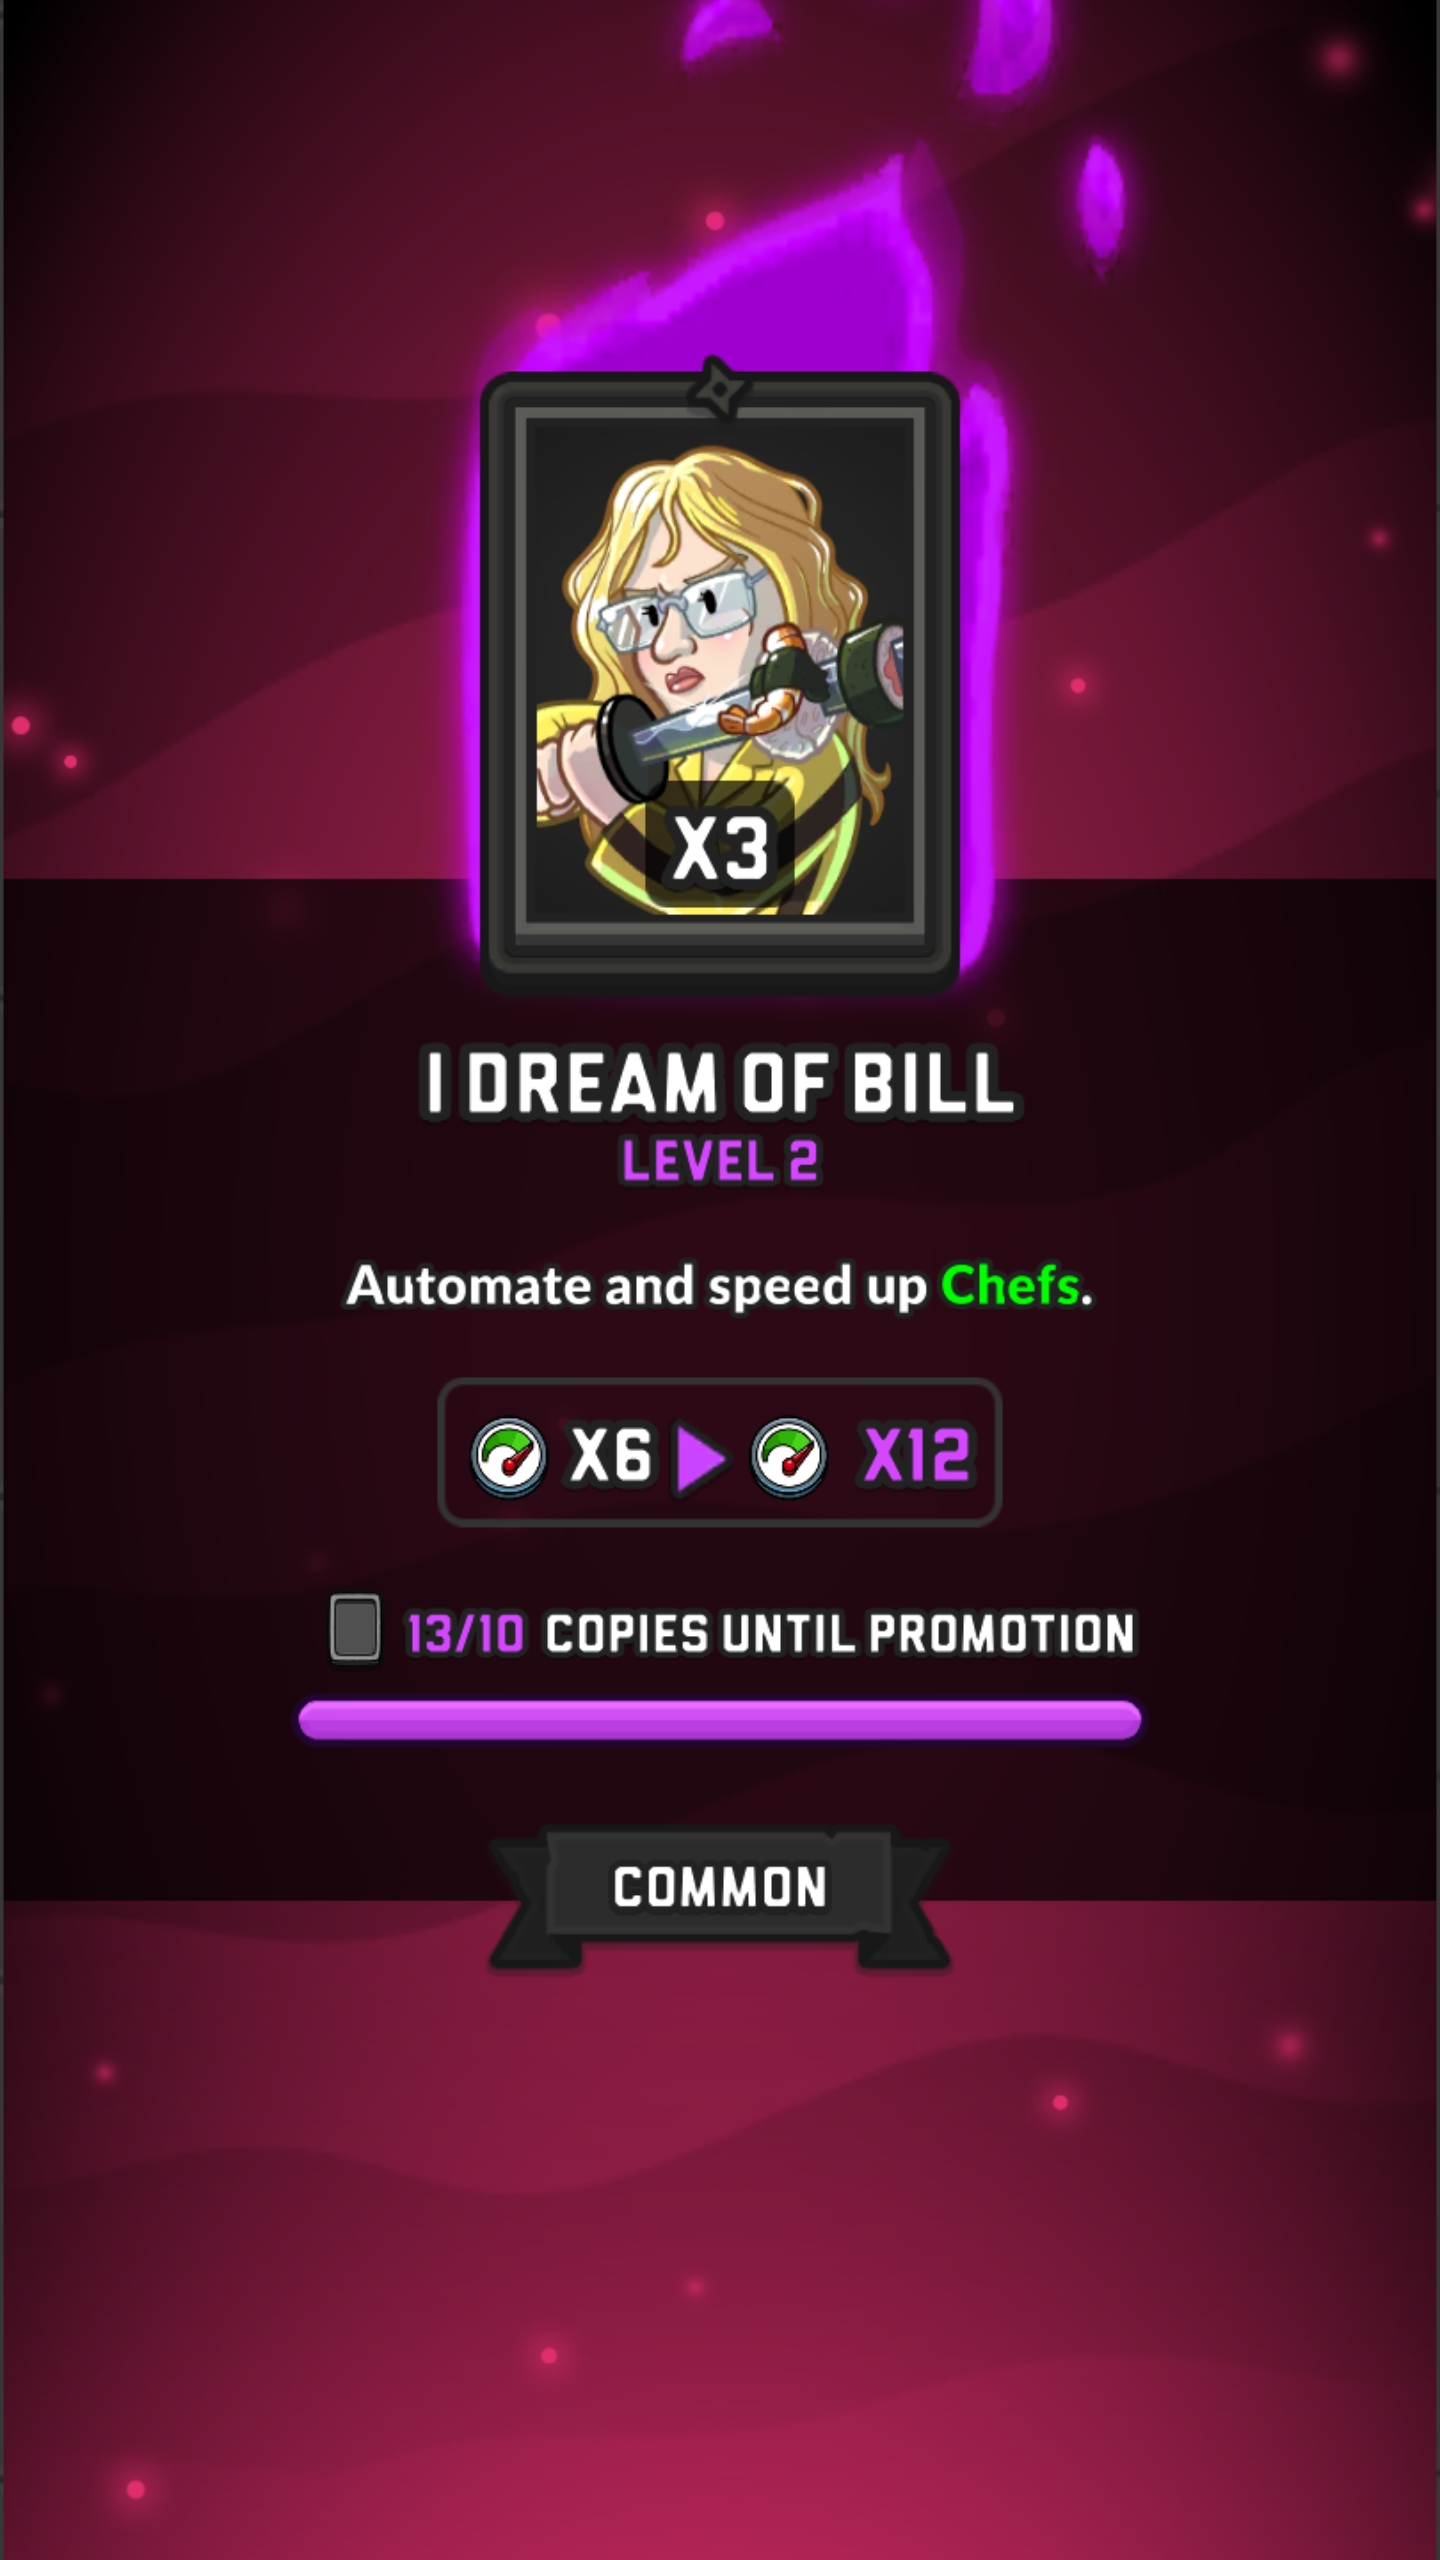 X3
I DREAM OF BILL
LEVEL 2
Automate and speed up Chefs.
X6 X12
13/10 COPIES UNTIL PROMOTION
COMMON